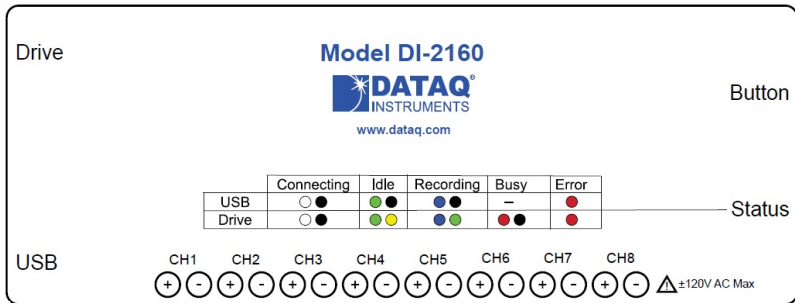 Drive
Model DI-2160
DATAQ®
INSTRUMENTS
www.dataq.com
Button
Connecting Idle Recording Busy Error
USB –
Drive
Status
USB
CH1 CH2 CH3 CH4 CH5 CH6 CH7 CH8
+ - + - + - + - + - + - + - + - ! ±120V AC Max